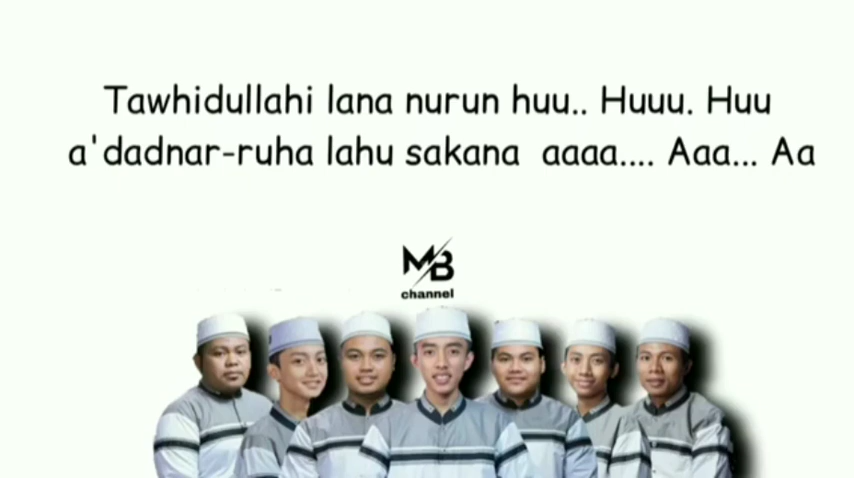 Tawhidullahi lana nurun huu.. Huuu. Huu
a'dadnar-ruha lahu sakana aaaa.... Aaa... Aa
MB
channel